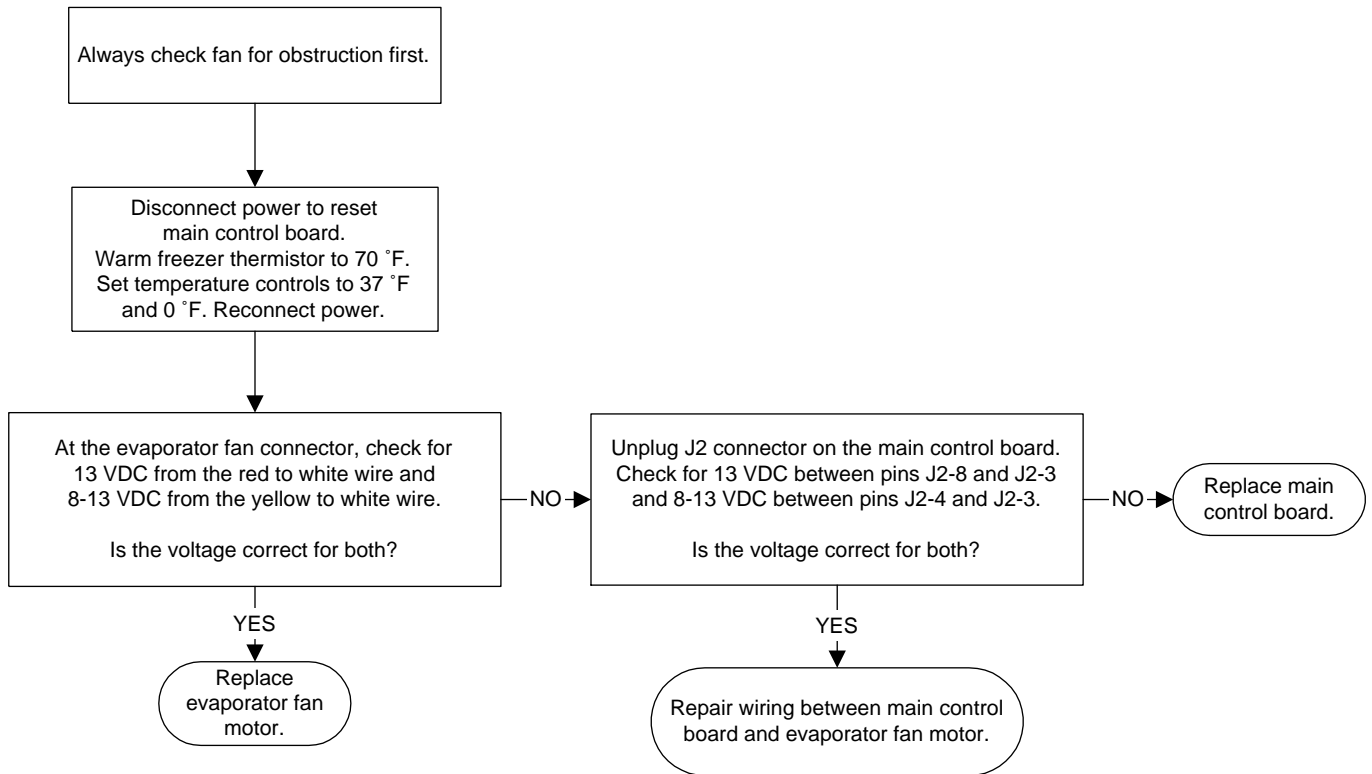 Always check fan for obstruction first.
Disconnect power to reset
main control board.
Warm freezer thermistor to 70 ˚F.
Set temperature controls to 37 ˚F
and 0 ˚F. Reconnect power.
At the evaporator fan connector, check for
13 VDC from the red to white wire and
8-13 VDC from the yellow to white wire.
Is the voltage correct for both?
NO
Unplug J2 connector on the main control board.
Check for 13 VDC between pins J2-8 and J2-3
and 8-13 VDC between pins J2-4 and J2-3.
Is the voltage correct for both?
NO
Replace main
control board.
YES
Replace
evaporator fan
motor.
YES
Repair wiring between main control
board and evaporator fan motor.